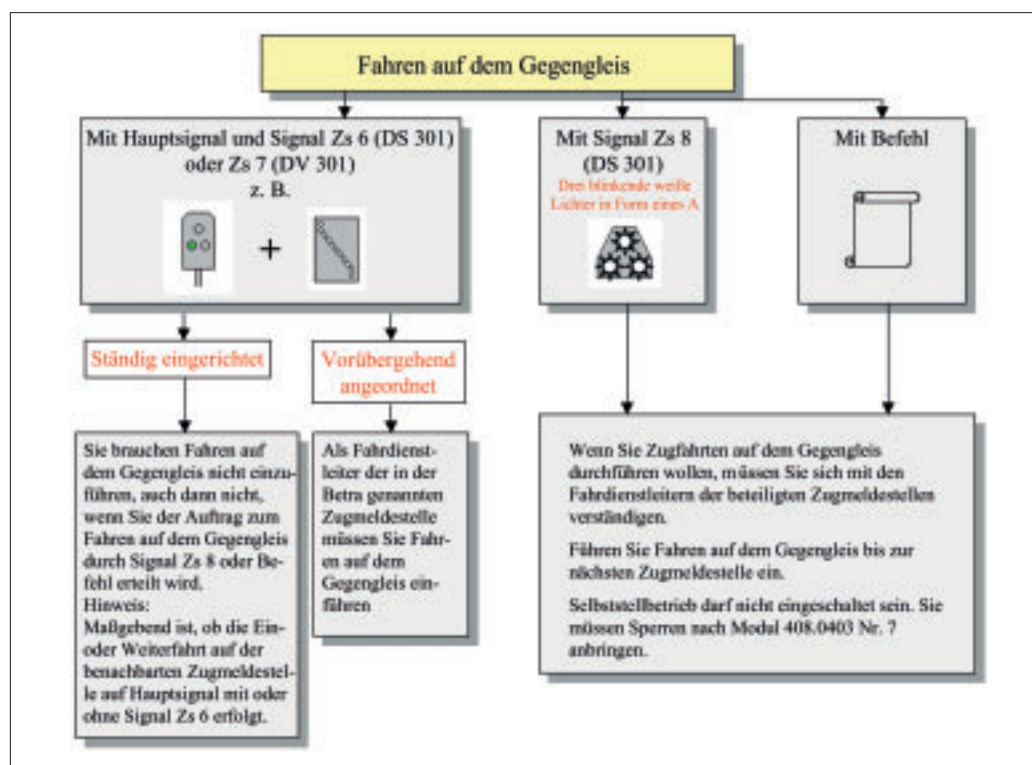 Fahren auf dem Gegengleis
Mit Hauptsignal und Signal Zs 6 (DS 301)
oder Zs 7 (DV 301)
z. B.
+
Mit Signal Zs 8
(DS 301)
Drei blinkende weiße
Lichter in Form eines A
Mit Befehl
Ständig eingerichtet
Vorübergehend
angeordnet
Sie brauchen Fahren auf
dem Gegengleis nicht einzu-
führen, auch dann nicht,
wenn Sie der Auftrag zum
Fahren auf dem Gegengleis
durch Signal Zs 8 oder Be-
fehl erteilt wird.
Hinweis:
Maßgebend ist, ob die Ein-
oder Weiterfahrt auf der
benachbarten Zugmeldestel-
le auf Hauptsignal mit oder
ohne Signal Zs 6 erfolgt.
Als Fahrdienst-
leiter der in der
Betra genannten
Zugmeldestelle
müssen Sie Fahr-
en auf dem
Gegengleis ein-
führen
Wenn Sie Zugfahrten auf dem Gegengleis
durchführen wollen, müssen Sie sich mit den
Fahrdienstleitern der beteiligten Zugmeldestellen
verständigen.
Führen Sie Fahren auf dem Gegengleis bis zur
nächsten Zugmeldestelle ein.
Selbststellbetrieb darf nicht eingeschaltet sein. Sie
müssen Sperren nach Modul 408.0403 Nr. 7
anbringen.